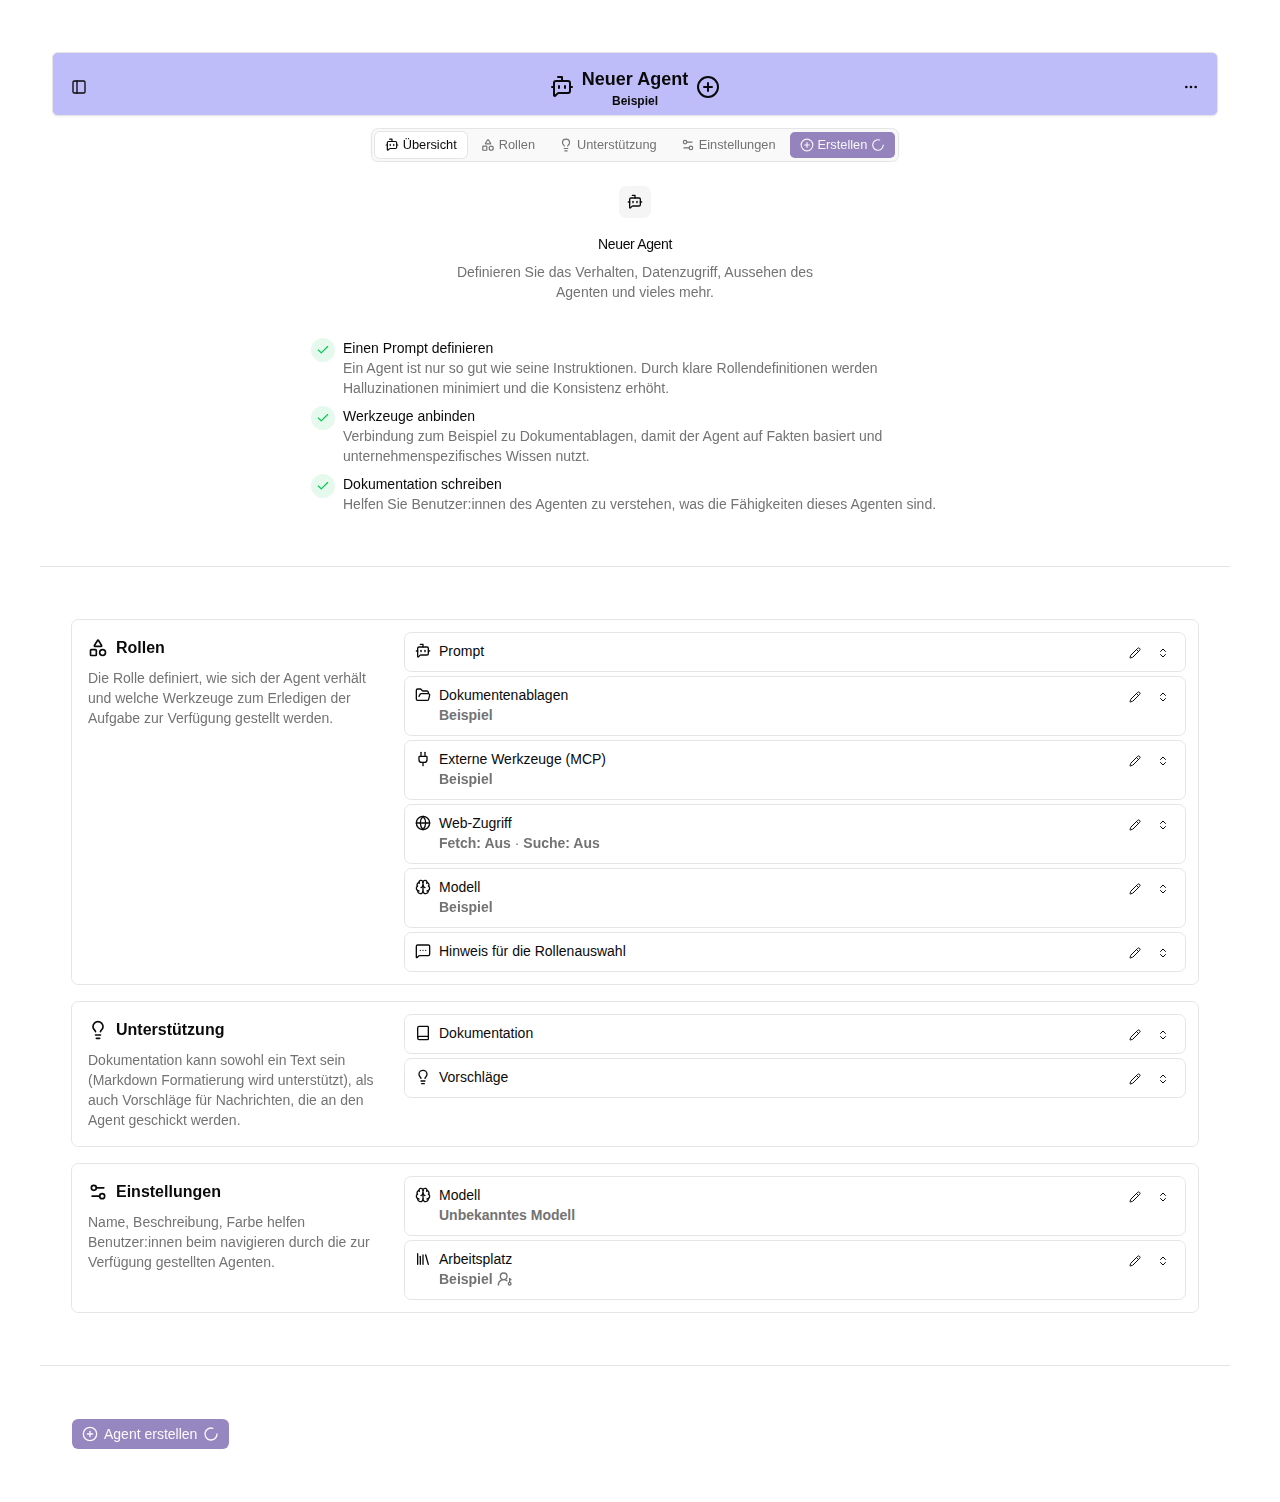 Neuer Agent
Beispiel
Übersicht
Rollen
Unterstützung
Einstellungen
Erstellen
Neuer Agent
Definieren Sie das Verhalten, Datenzugriff, Aussehen des
Agenten und vieles mehr.
Einen Prompt definieren
Ein Agent ist nur so gut wie seine Instruktionen. Durch klare Rollendefinitionen werden
Halluzinationen minimiert und die Konsistenz erhöht.
Werkzeuge anbinden
Verbindung zum Beispiel zu Dokumentablagen, damit der Agent auf Fakten basiert und
unternehmenspezifisches Wissen nutzt.
Dokumentation schreiben
Helfen Sie Benutzer:innen des Agenten zu verstehen, was die Fähigkeiten dieses Agenten sind.
Rollen
Die Rolle definiert, wie sich der Agent verhält
und welche Werkzeuge zum Erledigen der
Aufgabe zur Verfügung gestellt werden.
Prompt
Dokumentenablagen
Beispiel
Externe Werkzeuge (MCP)
Beispiel
Web-Zugriff
Fetch: Aus · Suche: Aus
Modell
Beispiel
Hinweis für die Rollenauswahl
Unterstützung
Dokumentation kann sowohl ein Text sein
(Markdown Formatierung wird unterstützt), als
auch Vorschläge für Nachrichten, die an den
Agent geschickt werden.
Dokumentation
Vorschläge
Einstellungen
Name, Beschreibung, Farbe helfen
Benutzer:innen beim navigieren durch die zur
Verfügung gestellten Agenten.
Modell
Unbekanntes Modell
Arbeitsplatz
Beispiel
Agent erstellen